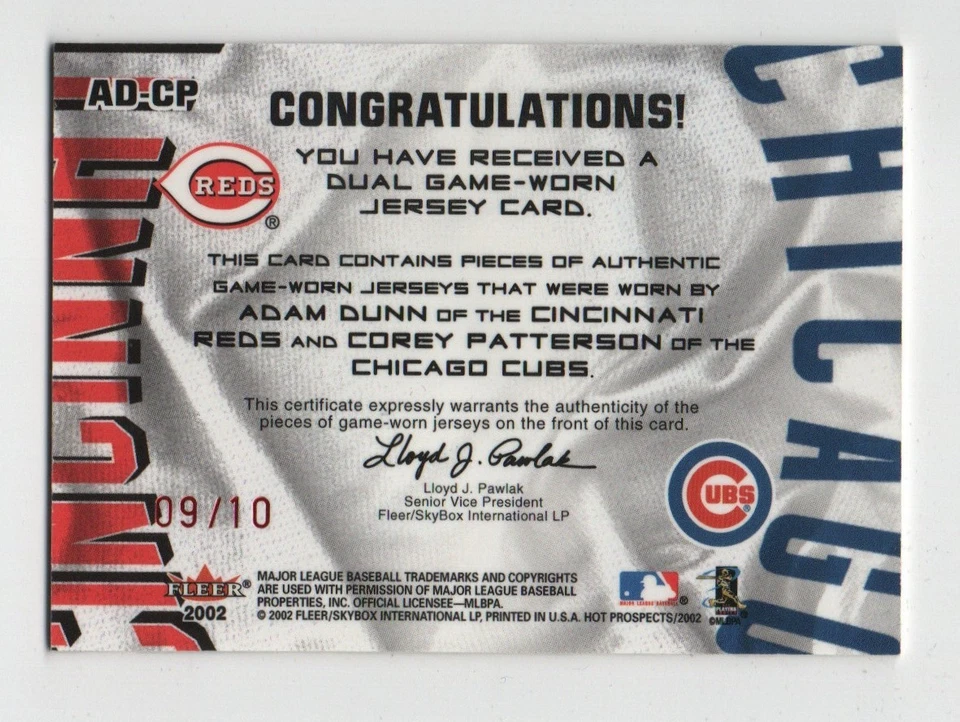 AD-CP
CONGRATULATIONS!
CINCINNATI
CHICAGO
REDS
®
YOU HAVE RECEIVED A
DUAL GAME-WORN
JERSEY CARD.
THIS CARD CONTAINS PIECES OF AUTHENTIC
GAME-WORN JERSEYS THAT WERE WORN BY
ADAM DUNN OF THE CINCINNATI
REDS AND COREY PATTERSON OF THE
CHICAGO CUBS.
This certificate expressly warrants the authenticity of the
pieces of game-worn jerseys on the front of this card.
Lloyd J. Pawlak
Lloyd J. Pawlak
Senior Vice President
Fleer/SkyBox International LP
CUBS
®
09/10
FLEER®
2002
MAJOR LEAGUE BASEBALL TRADEMARKS AND COPYRIGHTS
ARE USED WITH PERMISSION OF MAJOR LEAGUE BASEBALL
PROPERTIES, INC. OFFICIAL LICENSEE—MLBPA.
© 2002 FLEER/SKYBOX INTERNATIONAL LP, PRINTED IN U.S.A. HOT PROSPECTS/2002
MAJOR LEAGUE BASEBALL ®
©MLBPA